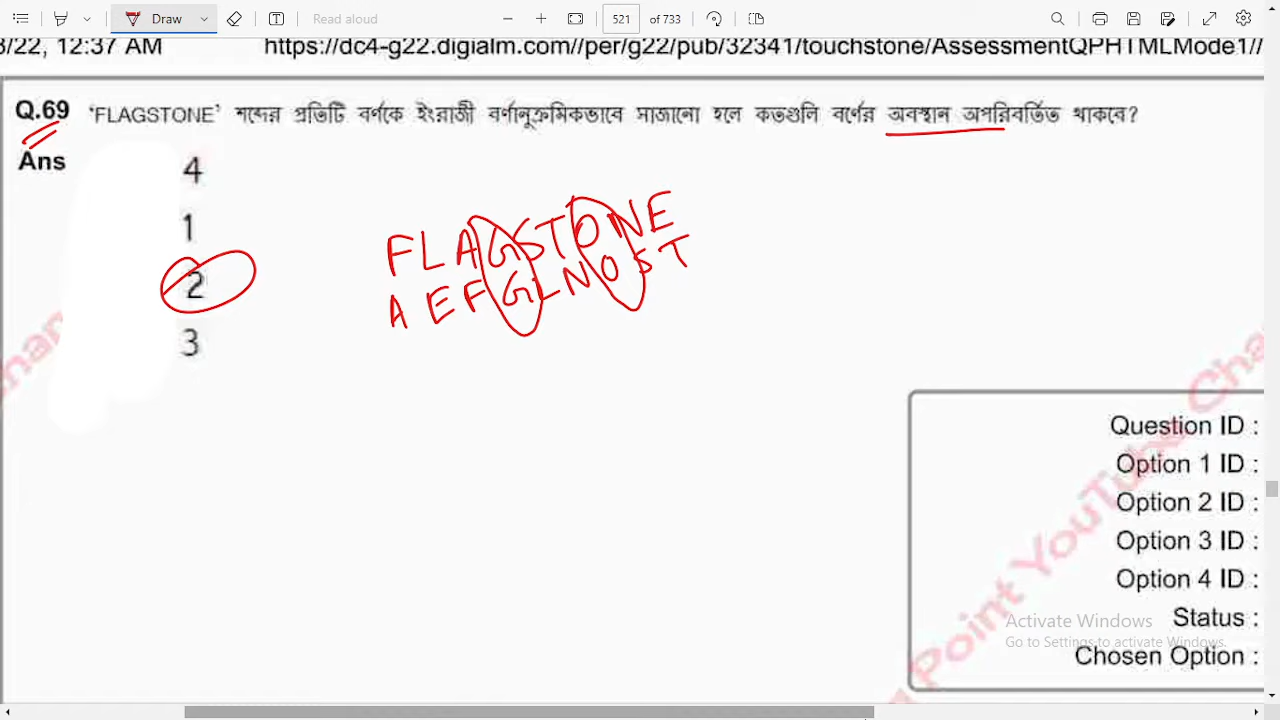 Draw
Read aloud
521
of 733
3/22, 12:37 AM
https://dc4-g22.digialm.com//per/g22/pub/32341/touchstone/AssessmentQPHTMLMode1//
Q.69 'FLAGSTONE' শব্দের প্রতিটি বর্ণকে ইংরাজী বর্ণানুক্রমিকভাবে সাজানো হলে কতগুলি বর্ণের অবস্থান অপরিবর্তিত থাকবে?
Ans
4
1
2
3
FLAGSTONE
AEFGLNOST
Question ID :
Option 1 ID :
Option 2 ID :
Option 3 ID :
Option 4 ID :
Status :
Chosen Option :
Point YouTube Chan
Activate Windows
Go to Settings to activate Windows.